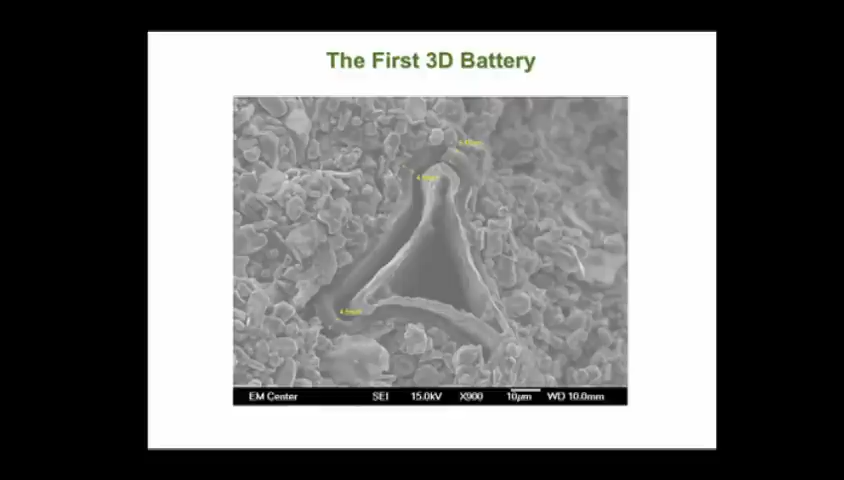 The First 3D Battery
EM Center SEI 15.0kV X900 10µm WD 10.0mm